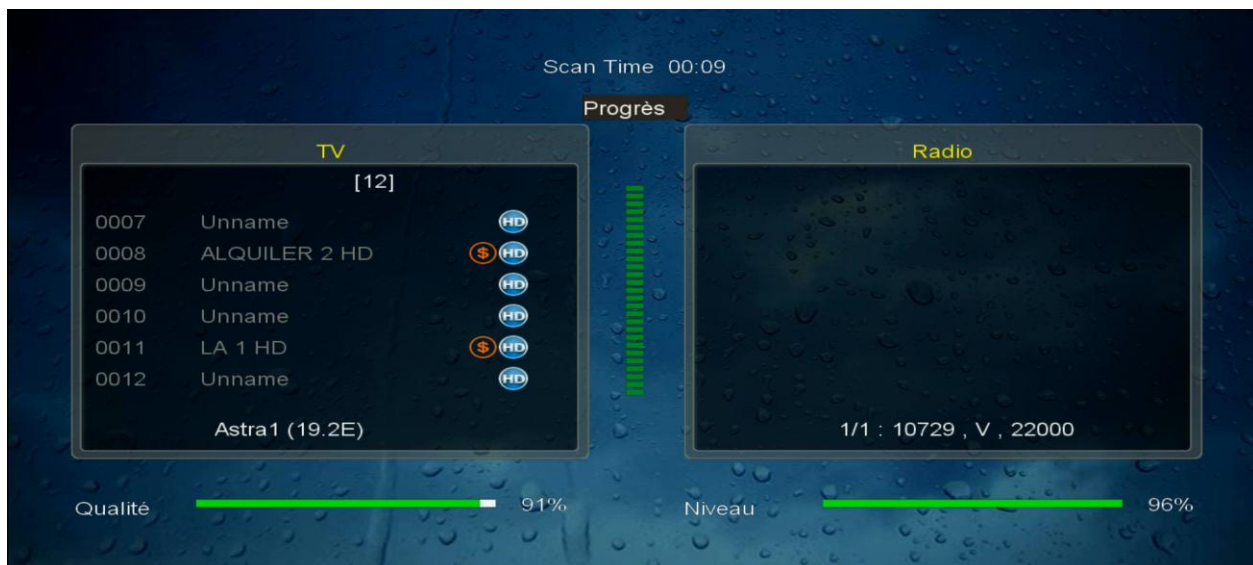 Scan Time 00:09
Progrès
TV
[12]
0007 Unname HD
0008 ALQUILER 2 HD $ HD
0009 Unname HD
0010 Unname HD
0011 LA 1 HD $ HD
0012 Unname HD
Astra1 (19.2E)
Radio
1/1 : 10729 , V , 22000
Qualité 91%
Niveau 96%